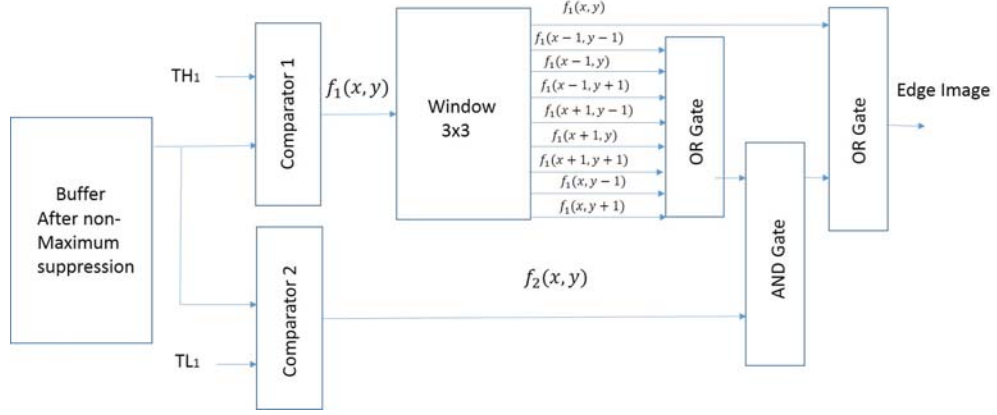 f₁(x,y)
f₁(x − 1, y − 1)
f₁(x − 1, y)
f₁(x − 1, y + 1)
f₁(x + 1, y − 1)
f₁(x + 1, y)
f₁(x + 1, y + 1)
f₁(x, y − 1)
f₁(x, y + 1)
TH₁
Comparator 1
f₁(x,y)
Window
3x3
OR Gate
OR Gate
Edge Image
Buffer
After non-
Maximum
suppression
Comparator 2
TL₁
f₂(x,y)
AND Gate